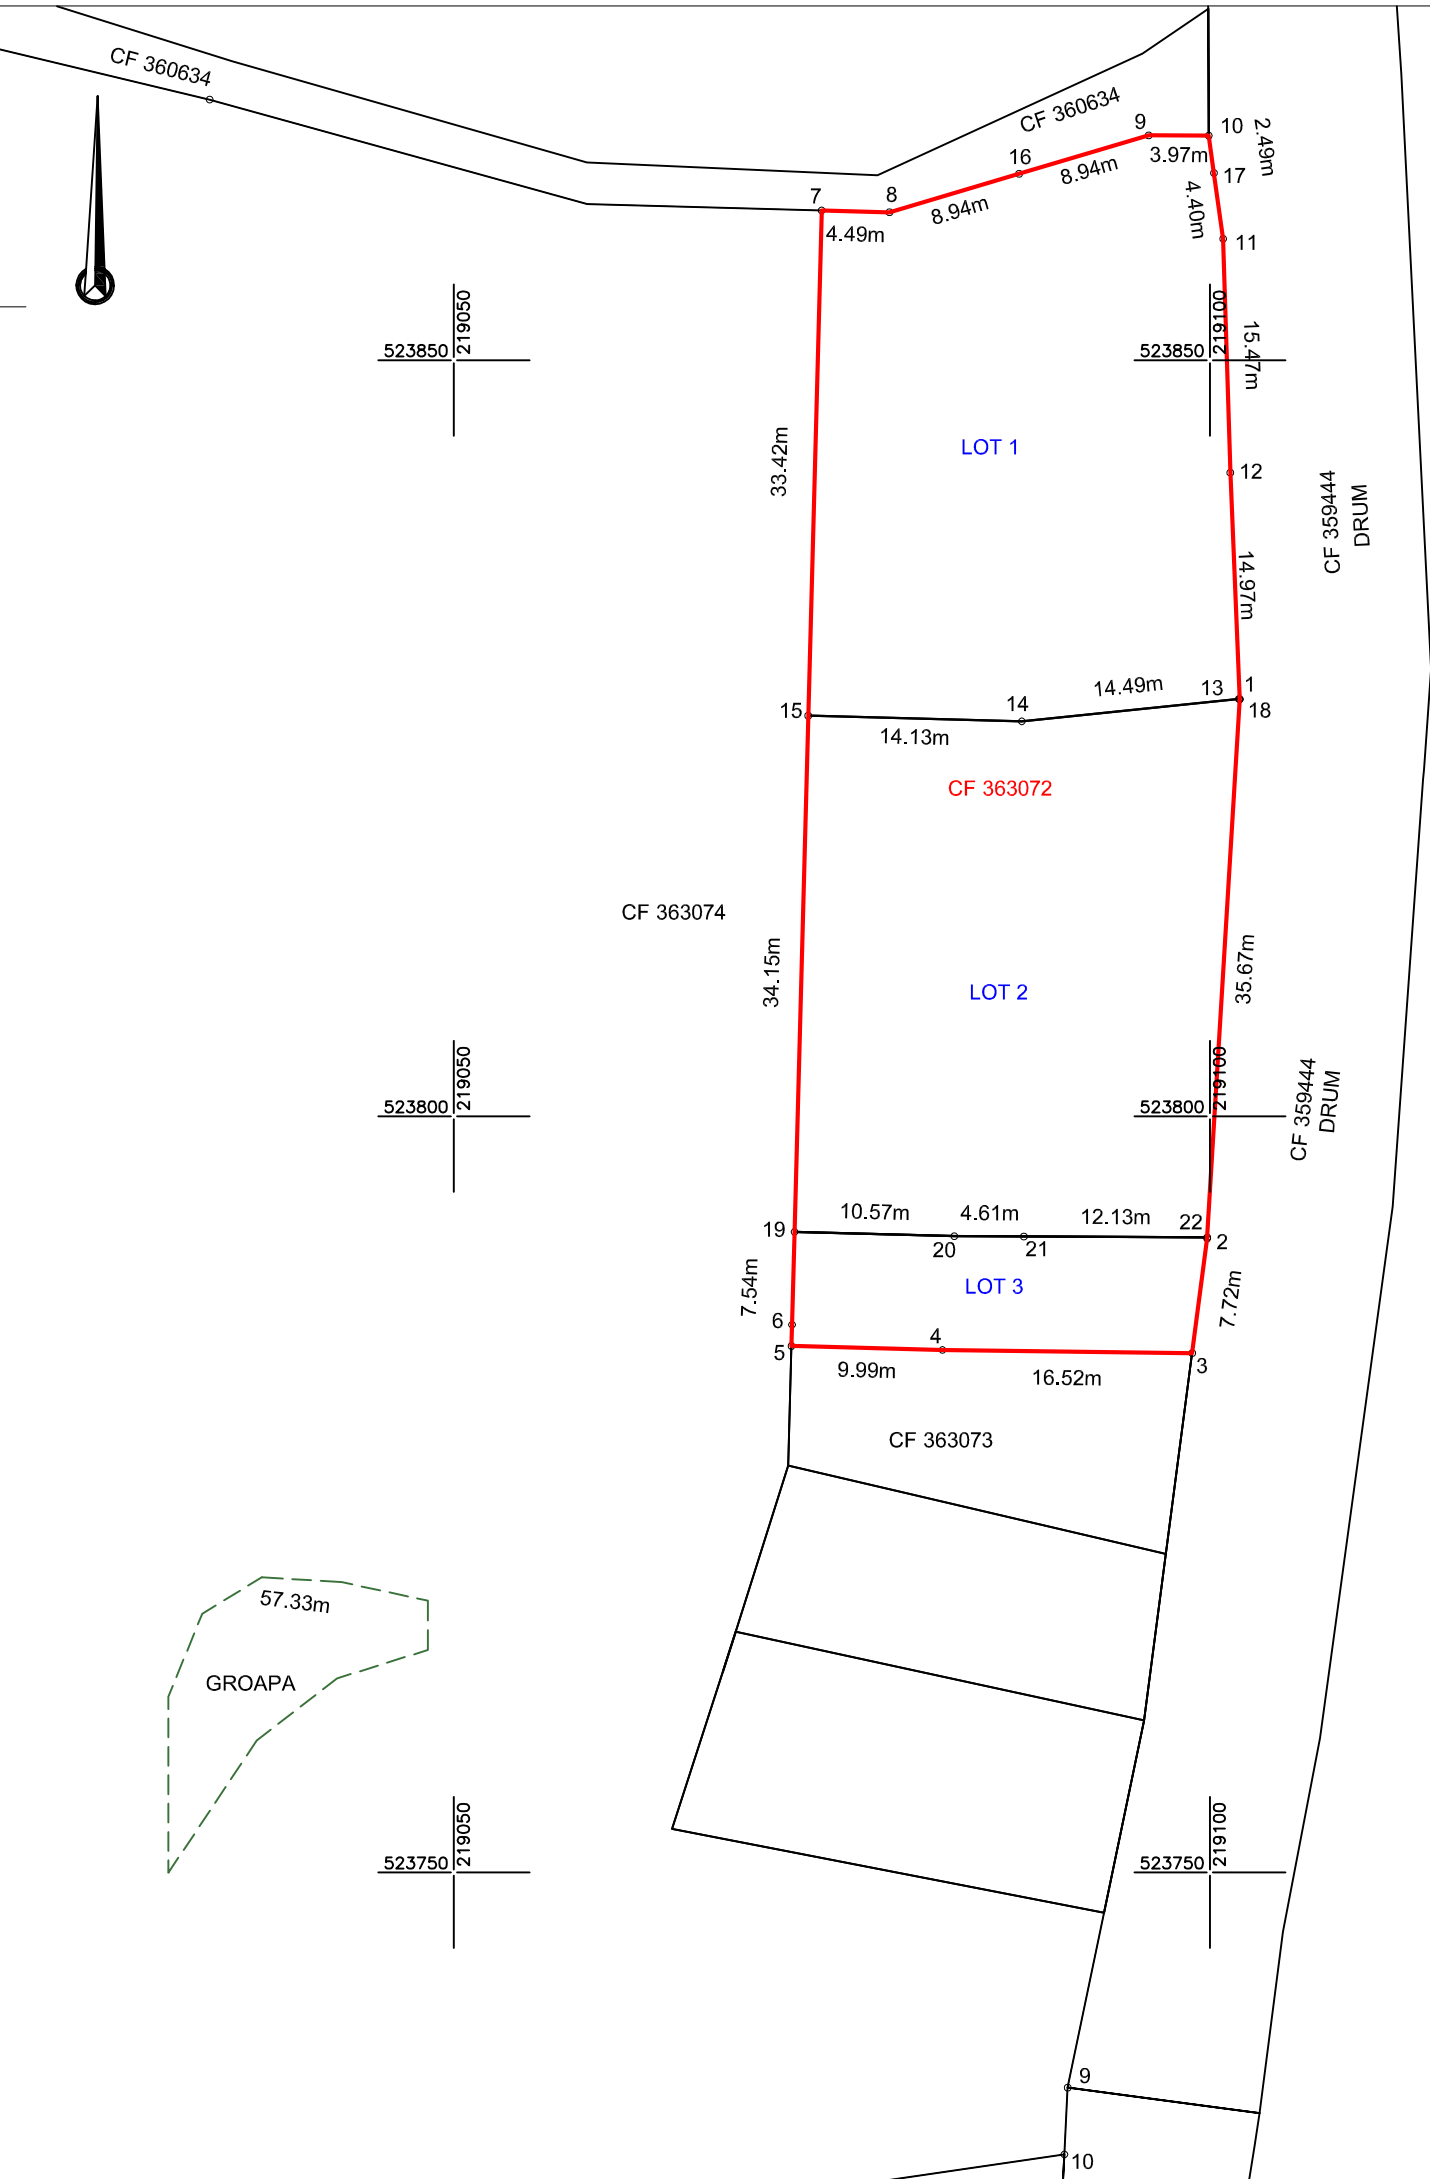 CF 360634
CF 360634
9
10
2.49m
3.97m
16
8.94m
17
7
8
8.94m
4.40m
4.49m
11
219050
523850
219100
523850
15.47m
33.42m
LOT 1
12
CF 359444
DRUM
14.97m
13
1
14.49m
15
14
18
14.13m
CF 363072
CF 363074
34.15m
LOT 2
35.67m
219050
523800
219100
523800
CF 359444
DRUM
10.57m
4.61m
12.13m
22
19
20
21
2
7.54m
LOT 3
7.72m
6
4
5
3
9.99m
16.52m
CF 363073
57.33m
GROAPA
219050
523750
219100
523750
9
10